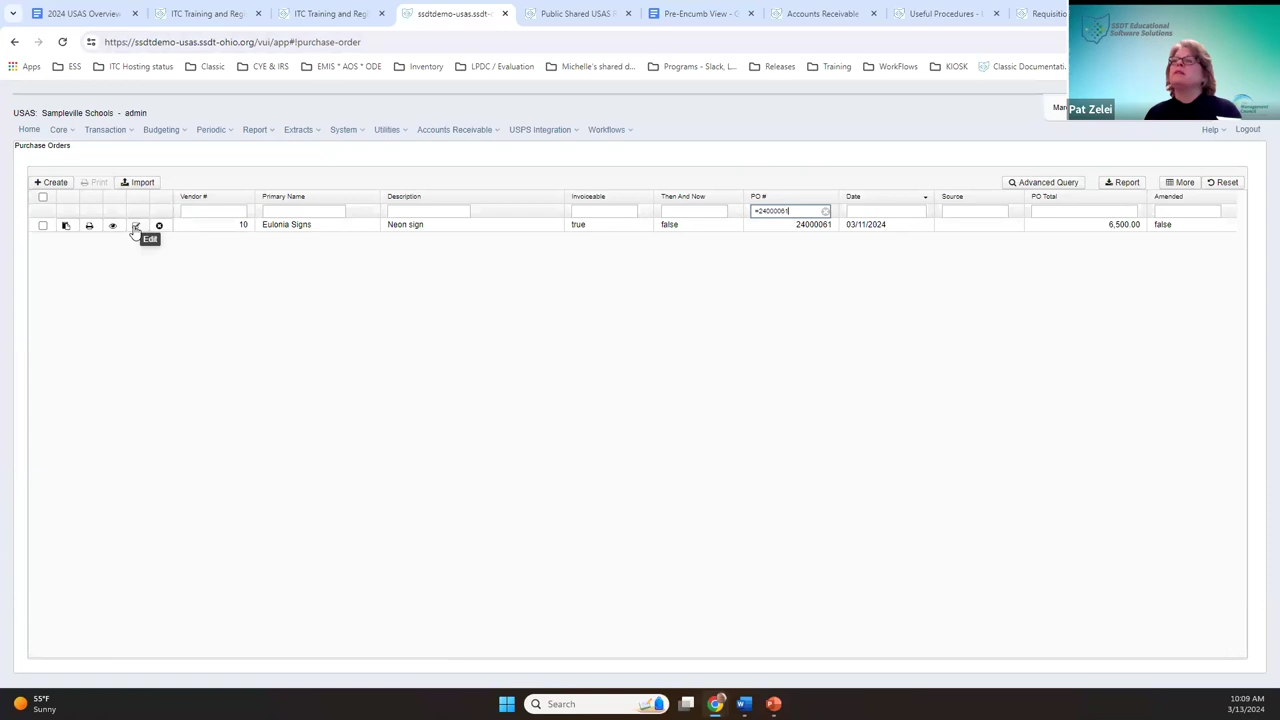 2024 USAS Overview
ITC Training and Reg
ITC Training and Reg
ssdtdemo-usas.ssdt-
Public Shared USAS F
Pre-Encumb View -
Accounts Receivable
Useful Procedures -
Requisitio
https://ssdtdemo-usas.ssdt-ohio.org/vui/app#!purchase-order
Apps
ESS
ITC Hosting status
Classic
CYE & IRS
EMIS * AOS * ODE
Inventory
LPDC / Evaluation
Michelle's shared d...
Programs - Slack, L...
Releases
Training
WorkFlows
KIOSK
Classic Documentati
SSDT Educational
Software Solutions
Management
Council
Pat Zelei
USAS: Sampleville Schools - admin
Mar
Home
Core
Transaction
Budgeting
Periodic
Report
Extracts
System
Utilities
Accounts Receivable
USPS Integration
Workflows
Help
Logout
Purchase Orders
Create
Print
Import
Advanced Query
Report
More
Reset
Vendor #
Primary Name
Description
Invoiceable
Then And Now
PO #
Date
Source
PO Total
Amended
=24000061
10
Eulonia Signs
Neon sign
true
false
24000061
03/11/2024
6,500.00
false
Edit
55°F
Sunny
Search
10:09 AM
3/13/2024